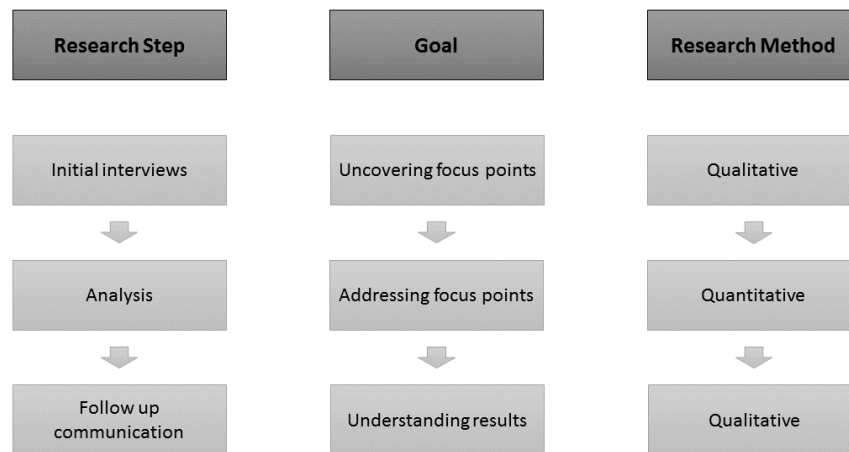 Research Step
Goal
Research Method
Initial interviews
Uncovering focus points
Qualitative
Analysis
Addressing focus points
Quantitative
Follow up
communication
Understanding results
Qualitative